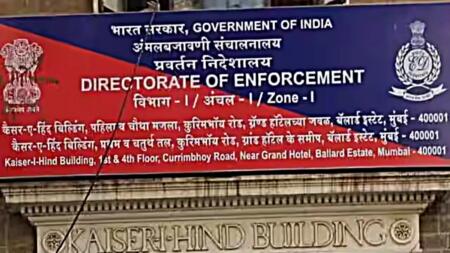 भारत सरकार, GOVERNMENT OF INDIA
अंमलबजावणी संचालनालय
प्रवर्तन निदेशालय
DIRECTORATE OF ENFORCEMENT
विभाग - I / अंचल - I / Zone - I
कैसर-ए-हिंद बिल्डिंग, पहिला व चौथा मजला, कुरिमभॉय रोड, ग्रॅण्ड हॉटेलच्या जवळ, बॅलार्ड इस्टेट, मुंबई - 400001
कैसर-ए-हिंद बिल्डिंग, प्रथम व चतुर्थ तल, कुरिमभॉय रोड, ग्रांड होटल के समीप, बॅलार्ड इस्टेट, मुंबई - 400001
Kaiser-I-Hind Building, 1st & 4th Floor, Currimbhoy Road, Near Grand Hotel, Ballard Estate, Mumbai - 400001
KAISER-I-HIND BUILDING